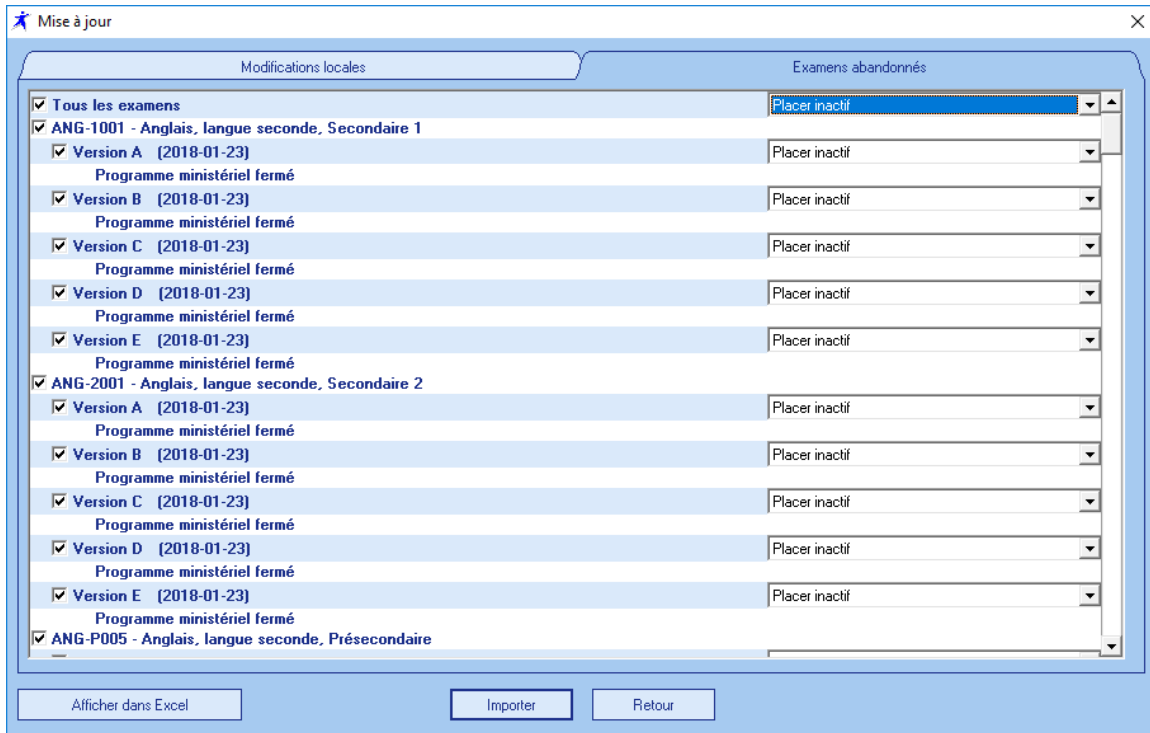 Mise à jour
Modifications locales
Examens abandonnés
Tous les examens Placer inactif
ANG-1001 - Anglais, langue seconde, Secondaire 1
Version A (2018-01-23) Placer inactif
Programme ministériel fermé
Version B (2018-01-23) Placer inactif
Programme ministériel fermé
Version C (2018-01-23) Placer inactif
Programme ministériel fermé
Version D (2018-01-23) Placer inactif
Programme ministériel fermé
Version E (2018-01-23) Placer inactif
Programme ministériel fermé
ANG-2001 - Anglais, langue seconde, Secondaire 2
Version A (2018-01-23) Placer inactif
Programme ministériel fermé
Version B (2018-01-23) Placer inactif
Programme ministériel fermé
Version C (2018-01-23) Placer inactif
Programme ministériel fermé
Version D (2018-01-23) Placer inactif
Programme ministériel fermé
Version E (2018-01-23) Placer inactif
Programme ministériel fermé
ANG-P005 - Anglais, langue seconde, Présecondaire
Afficher dans Excel
Importer
Retour